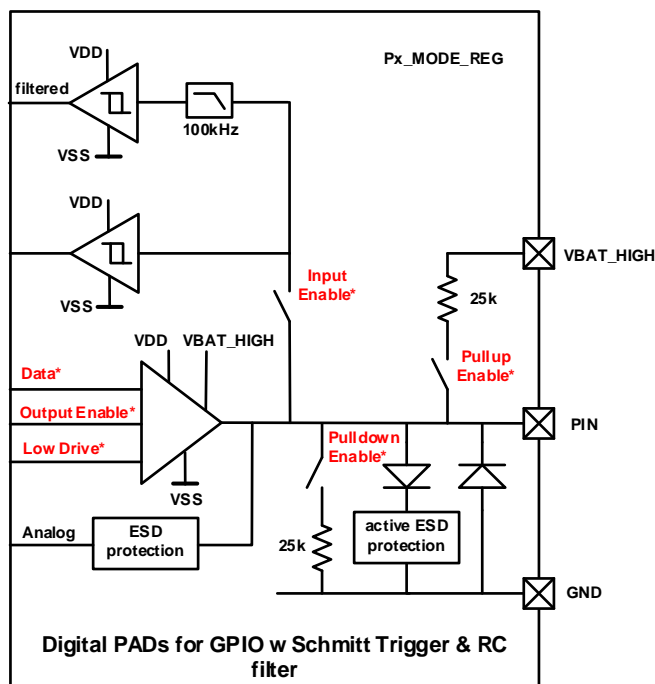 VDD
Px_MODE_REG
filtered
100kHz
VSS
VDD
VBAT_HIGH
Input
Enable*
25k
VSS
VDD
VBAT_HIGH
Pullup
Enable*
Data*
Output Enable*
PIN
Pulldown
Enable*
Low Drive*
VSS
Analog
ESD
protection
25k
active ESD
protection
GND
Digital PADs for GPIO w Schmitt Trigger & RC
filter